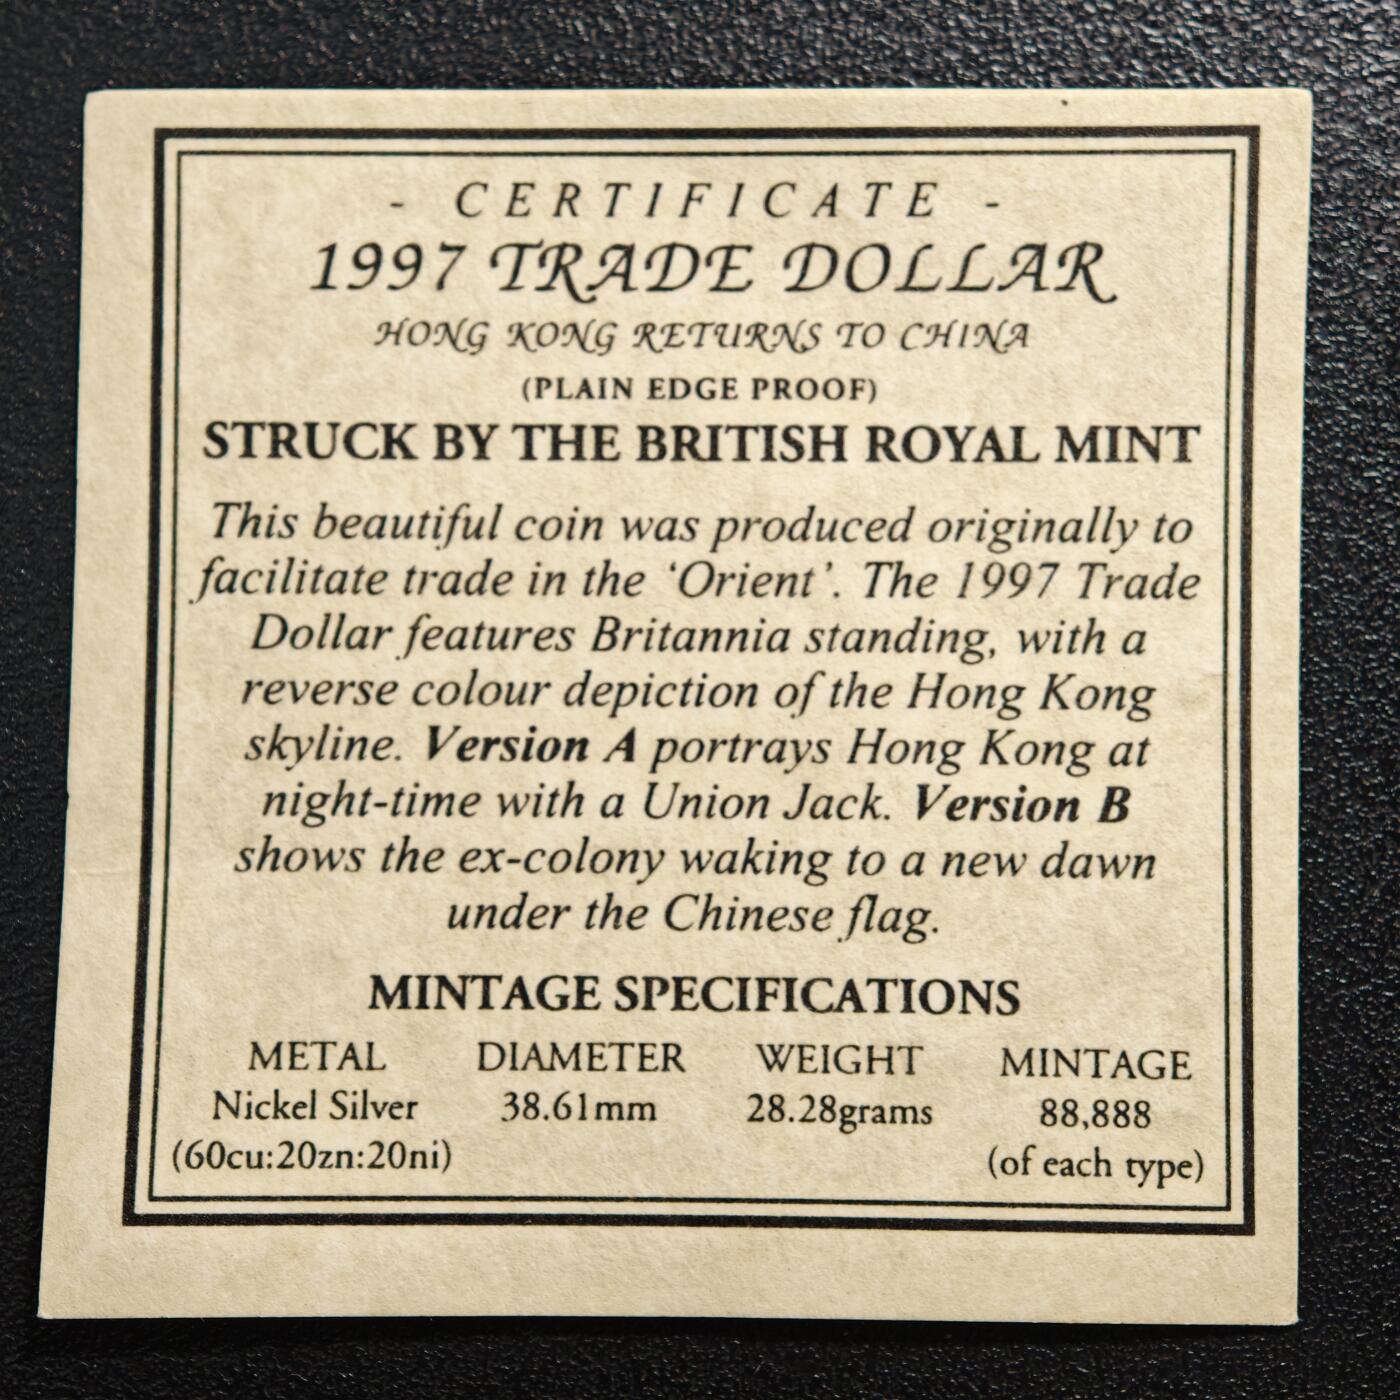 - CERTIFICATE -
1997 TRADE DOLLAR
HONG KONG RETURNS TO CHINA
(PLAIN EDGE PROOF)
STRUCK BY THE BRITISH ROYAL MINT
This beautiful coin was produced originally to
facilitate trade in the ‘Orient’. The 1997 Trade
Dollar features Britannia standing, with a
reverse colour depiction of the Hong Kong
skyline. Version A portrays Hong Kong at
night-time with a Union Jack. Version B
shows the ex-colony waking to a new dawn
under the Chinese flag.
MINTAGE SPECIFICATIONS
METAL DIAMETER WEIGHT MINTAGE
Nickel Silver 38.61mm 28.28grams 88,888
(60cu:20zn:20ni) (of each type)